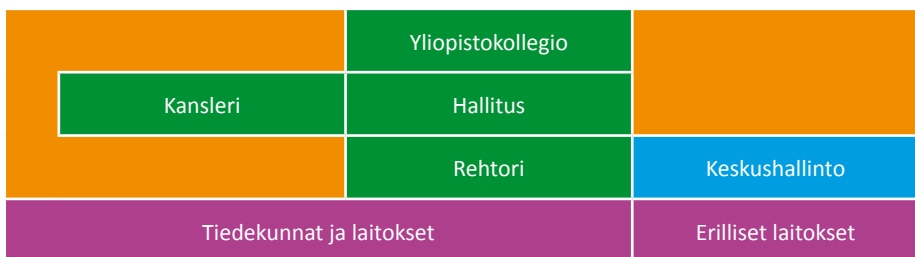 Yliopistokollegio
Kansleri
Hallitus
Rehtori
Keskushallinto
Tiedekunnat ja laitokset
Erilliset laitokset